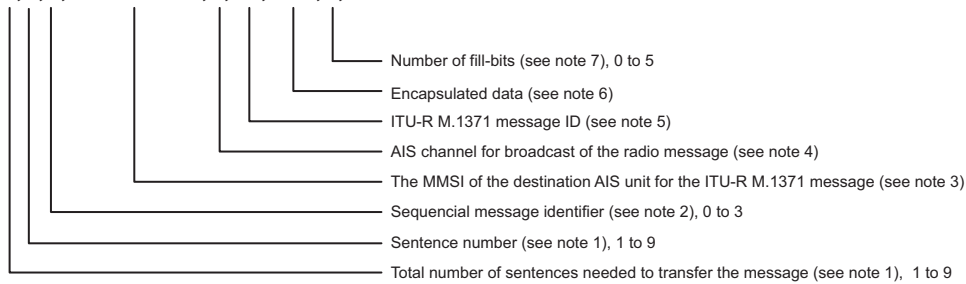 Number of fill-bits (see note 7), 0 to 5
Encapsulated data (see note 6)
ITU-R M.1371 message ID (see note 5)
AIS channel for broadcast of the radio message (see note 4)
The MMSI of the destination AIS unit for the ITU-R M.1371 message (see note 3)
Sequencial message identifier (see note 2), 0 to 3
Sentence number (see note 1), 1 to 9
Total number of sentences needed to transfer the message (see note 1), 1 to 9